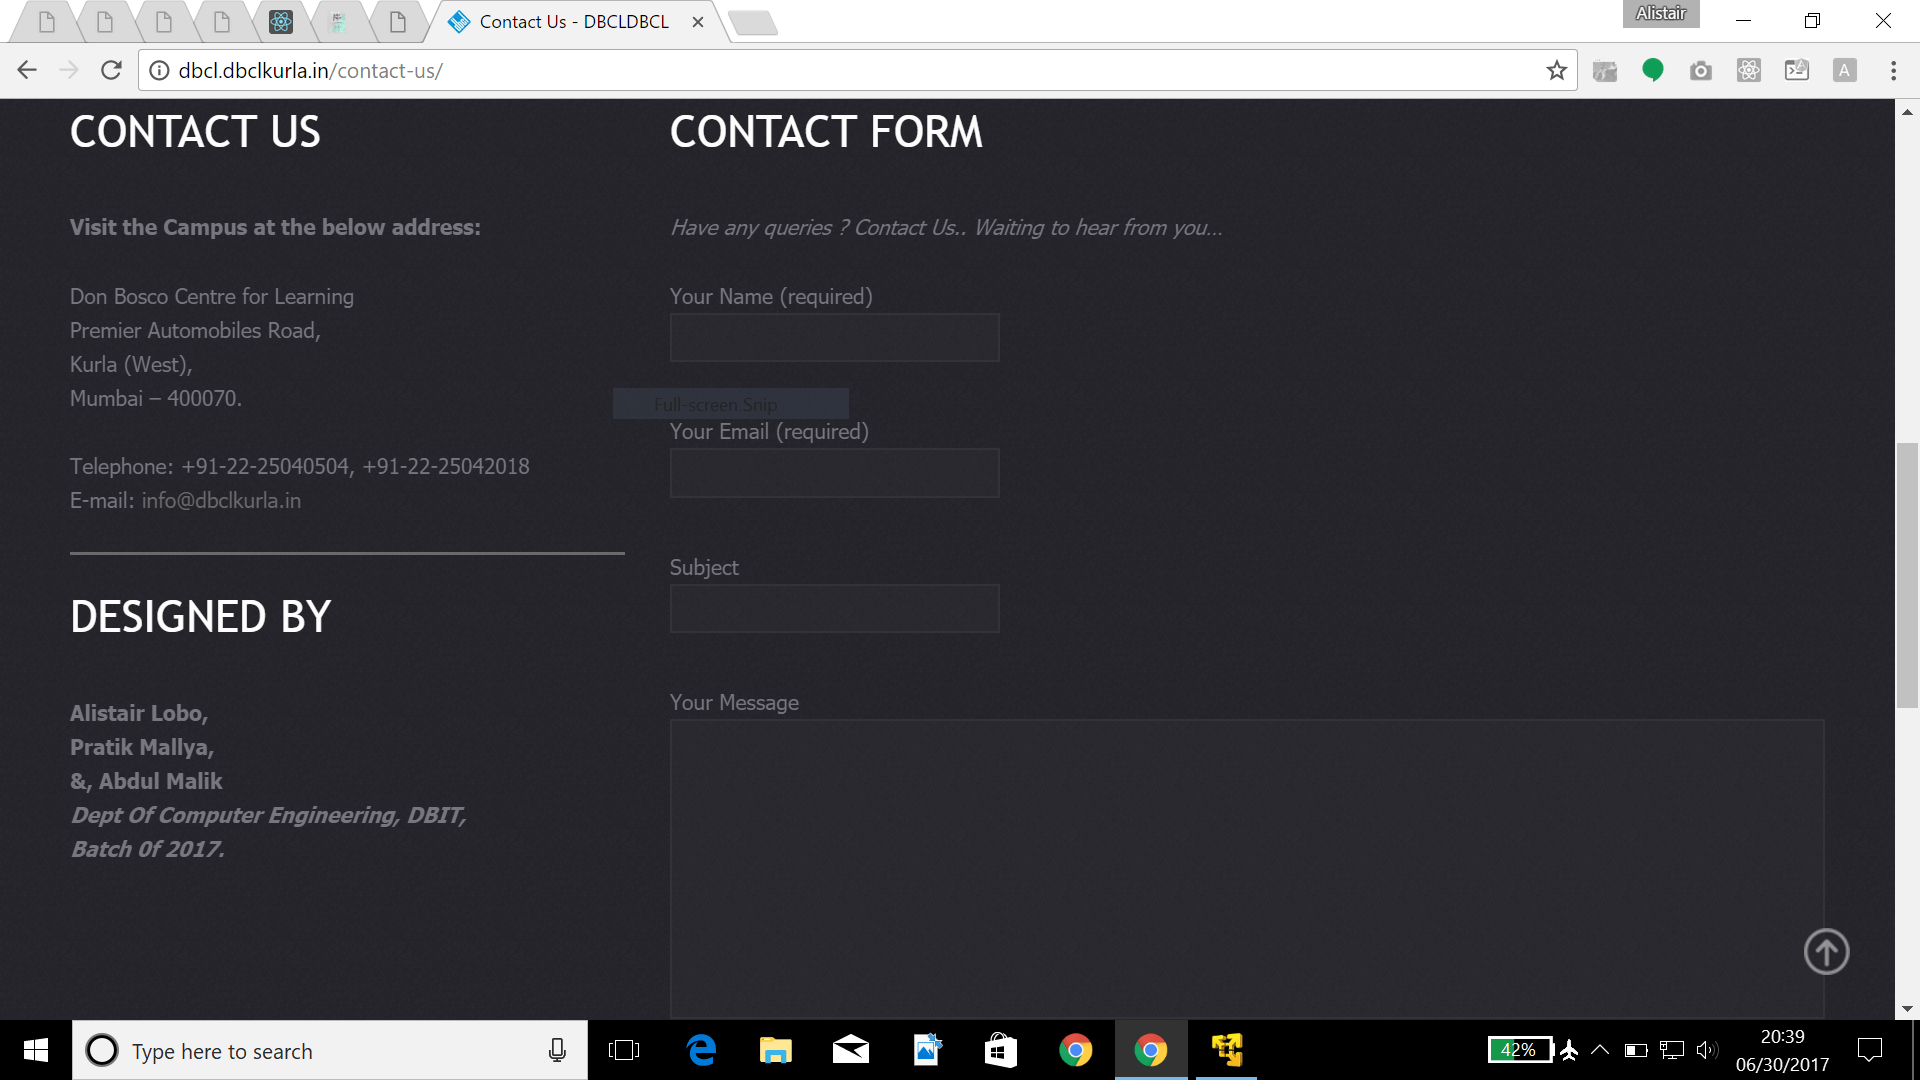 Contact Us - DBCLDBCL
Alistair
dbcl.dbclkurla.in/contact-us/
CONTACT US
CONTACT FORM
Visit the Campus at the below address:
Have any queries ? Contact Us.. Waiting to hear from you...
Don Bosco Centre for Learning
Premier Automobiles Road,
Kurla (West),
Mumbai – 400070.
Telephone: +91-22-25040504, +91-22-25042018
E-mail: info@dbclkurla.in
Your Name (required)
Full-screen Snip
Your Email (required)
Subject
Your Message
DESIGNED BY
Alistair Lobo,
Pratik Mallya,
&, Abdul Malik
Dept Of Computer Engineering, DBIT,
Batch 0f 2017.
A
Type here to search
42%
20:39
06/30/2017